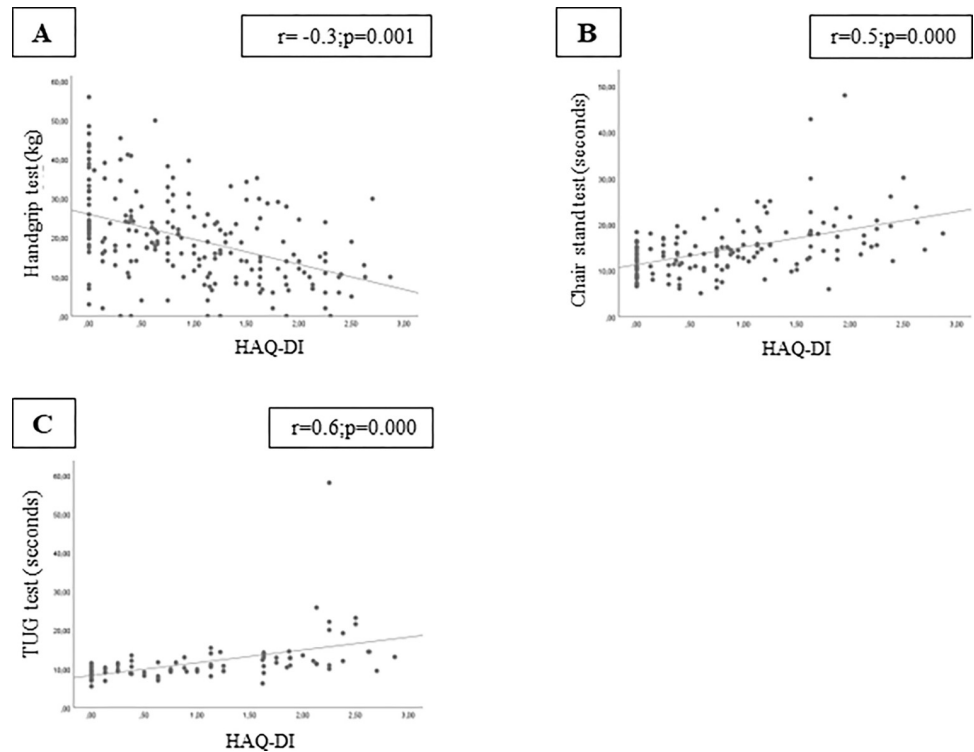 A
r= -0.3;p=0.001
Handgrip test (kg)
60,00
50,00
40,00
30,00
20,00
10,00
,00
,00 ,50 1,00 1,50 2,00 2,50 3,00
HAQ-DI
B
r=0.5;p=0.000
Chair stand test (seconds)
50,00
40,00
30,00
20,00
10,00
,00
,00 ,50 1,00 1,50 2,00 2,50 3,00
HAQ-DI
C
r=0.6;p=0.000
TUG test (seconds)
60,00
50,00
40,00
30,00
20,00
10,00
,00
,00 ,50 1,00 1,50 2,00 2,50 3,00
HAQ-DI